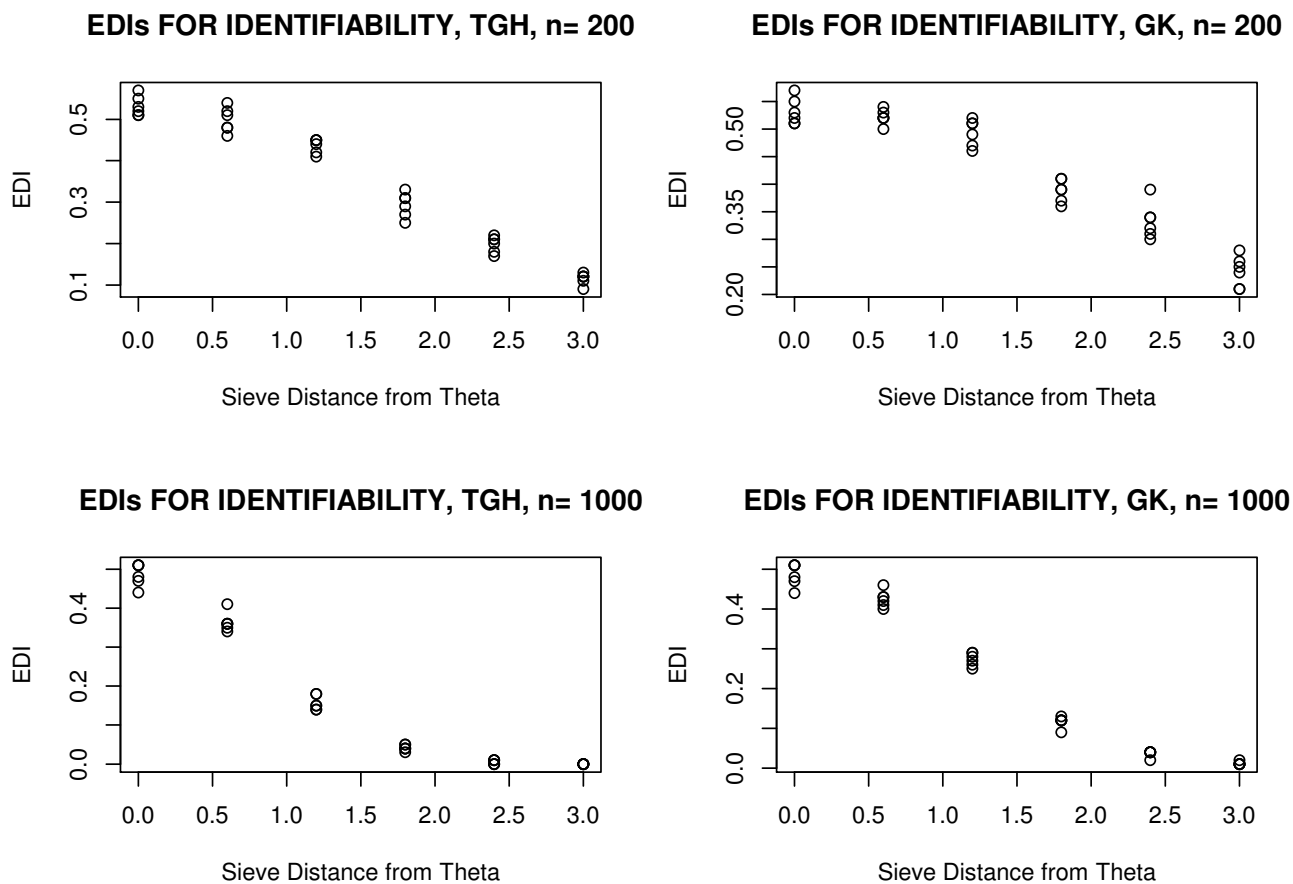 EDIs FOR IDENTIFIABILITY, TGH, n= 200
EDI
0.5
0.3
0.1
0.0 0.5 1.0 1.5 2.0 2.5 3.0
Sieve Distance from Theta
EDIs FOR IDENTIFIABILITY, GK, n= 200
EDI
0.50
0.35
0.20
0.0 0.5 1.0 1.5 2.0 2.5 3.0
Sieve Distance from Theta
EDIs FOR IDENTIFIABILITY, TGH, n= 1000
EDI
0.4
0.2
0.0
0.0 0.5 1.0 1.5 2.0 2.5 3.0
Sieve Distance from Theta
EDIs FOR IDENTIFIABILITY, GK, n= 1000
EDI
0.4
0.2
0.0
0.0 0.5 1.0 1.5 2.0 2.5 3.0
Sieve Distance from Theta